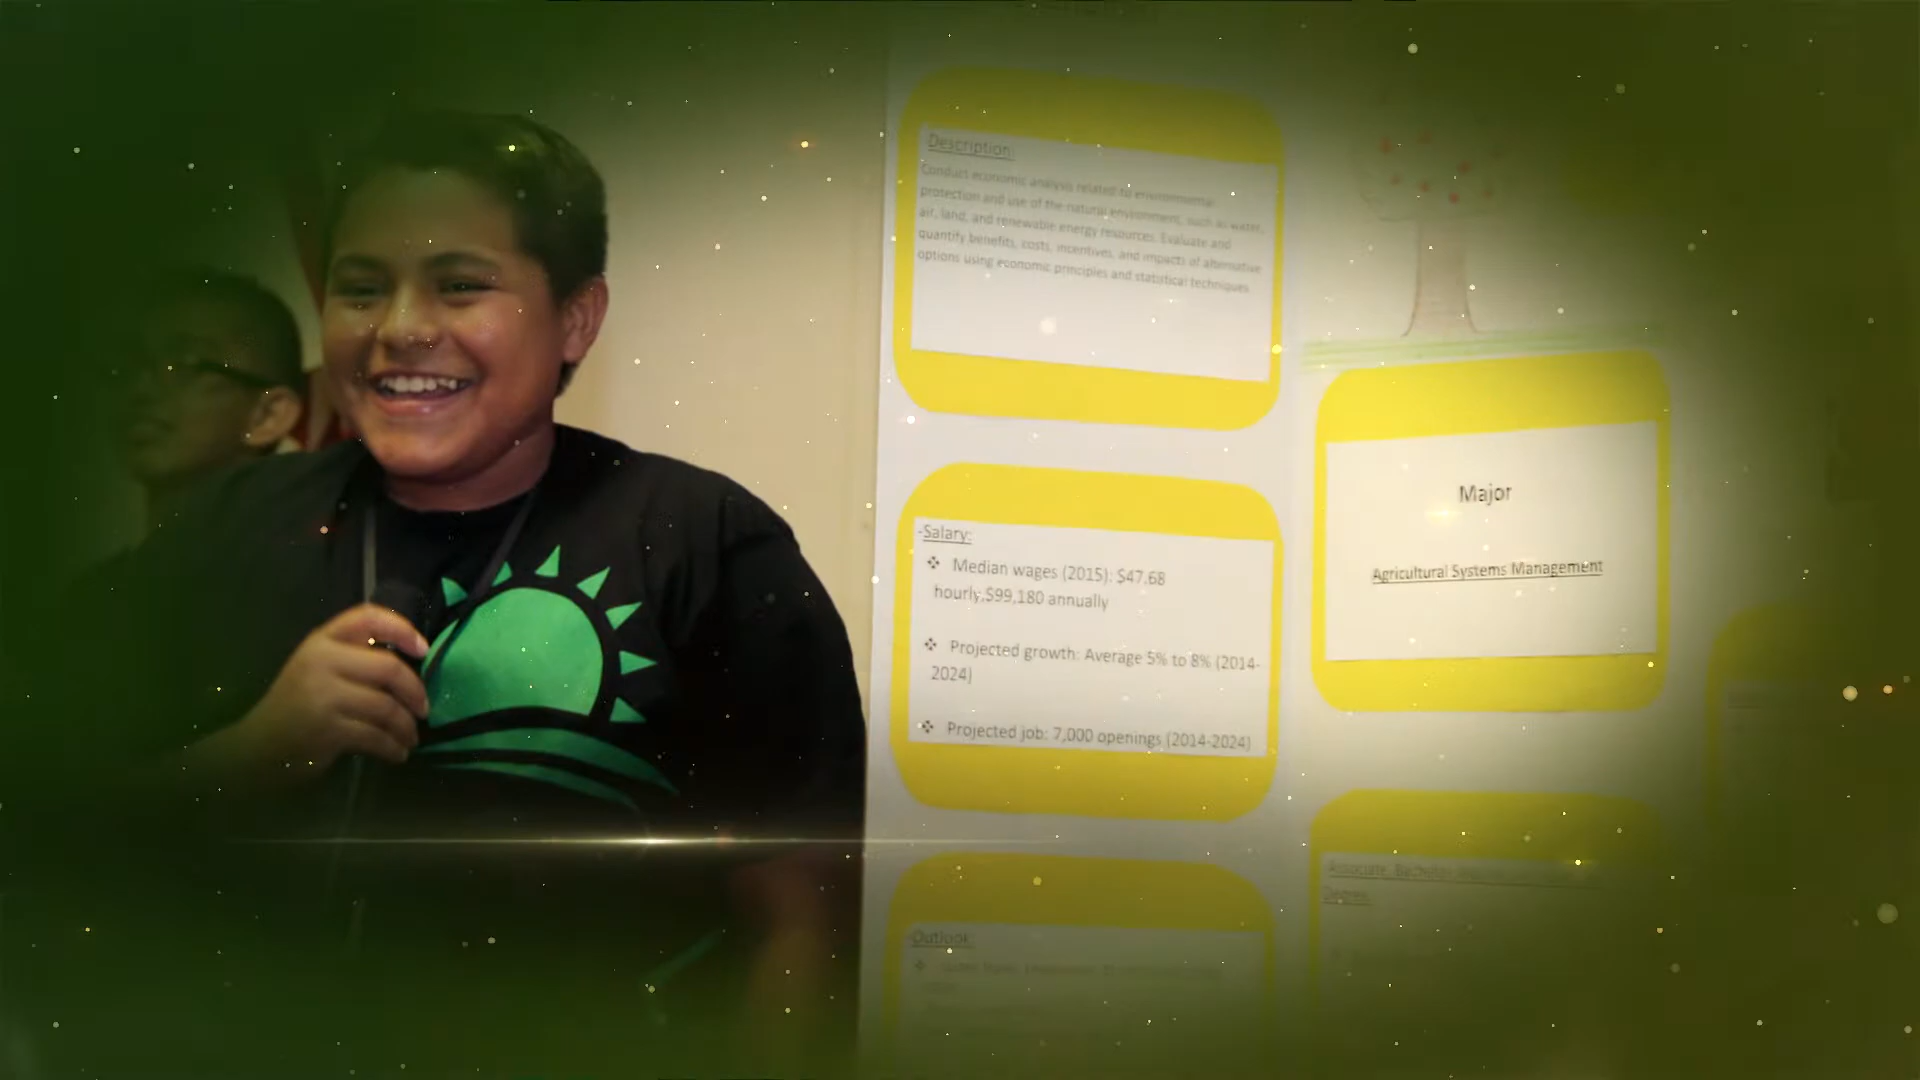 Description:
Conduct economic analysis related to environmental
protection and use of the natural environment, such as water,
air, land, and renewable energy resources. Evaluate and
quantify benefits, costs, incentives, and impacts of alternative
options using economic principles and statistical techniques
-Salary:
❖ Median wages (2015): $47.68
hourly,$99,180 annually
❖ Projected growth: Average 5% to 8% (2014-
2024)
❖ Projected job: 7,000 openings (2014-2024)
Outlook:
Major
Agricultural Systems Management
Associate, Bachelor
Degree